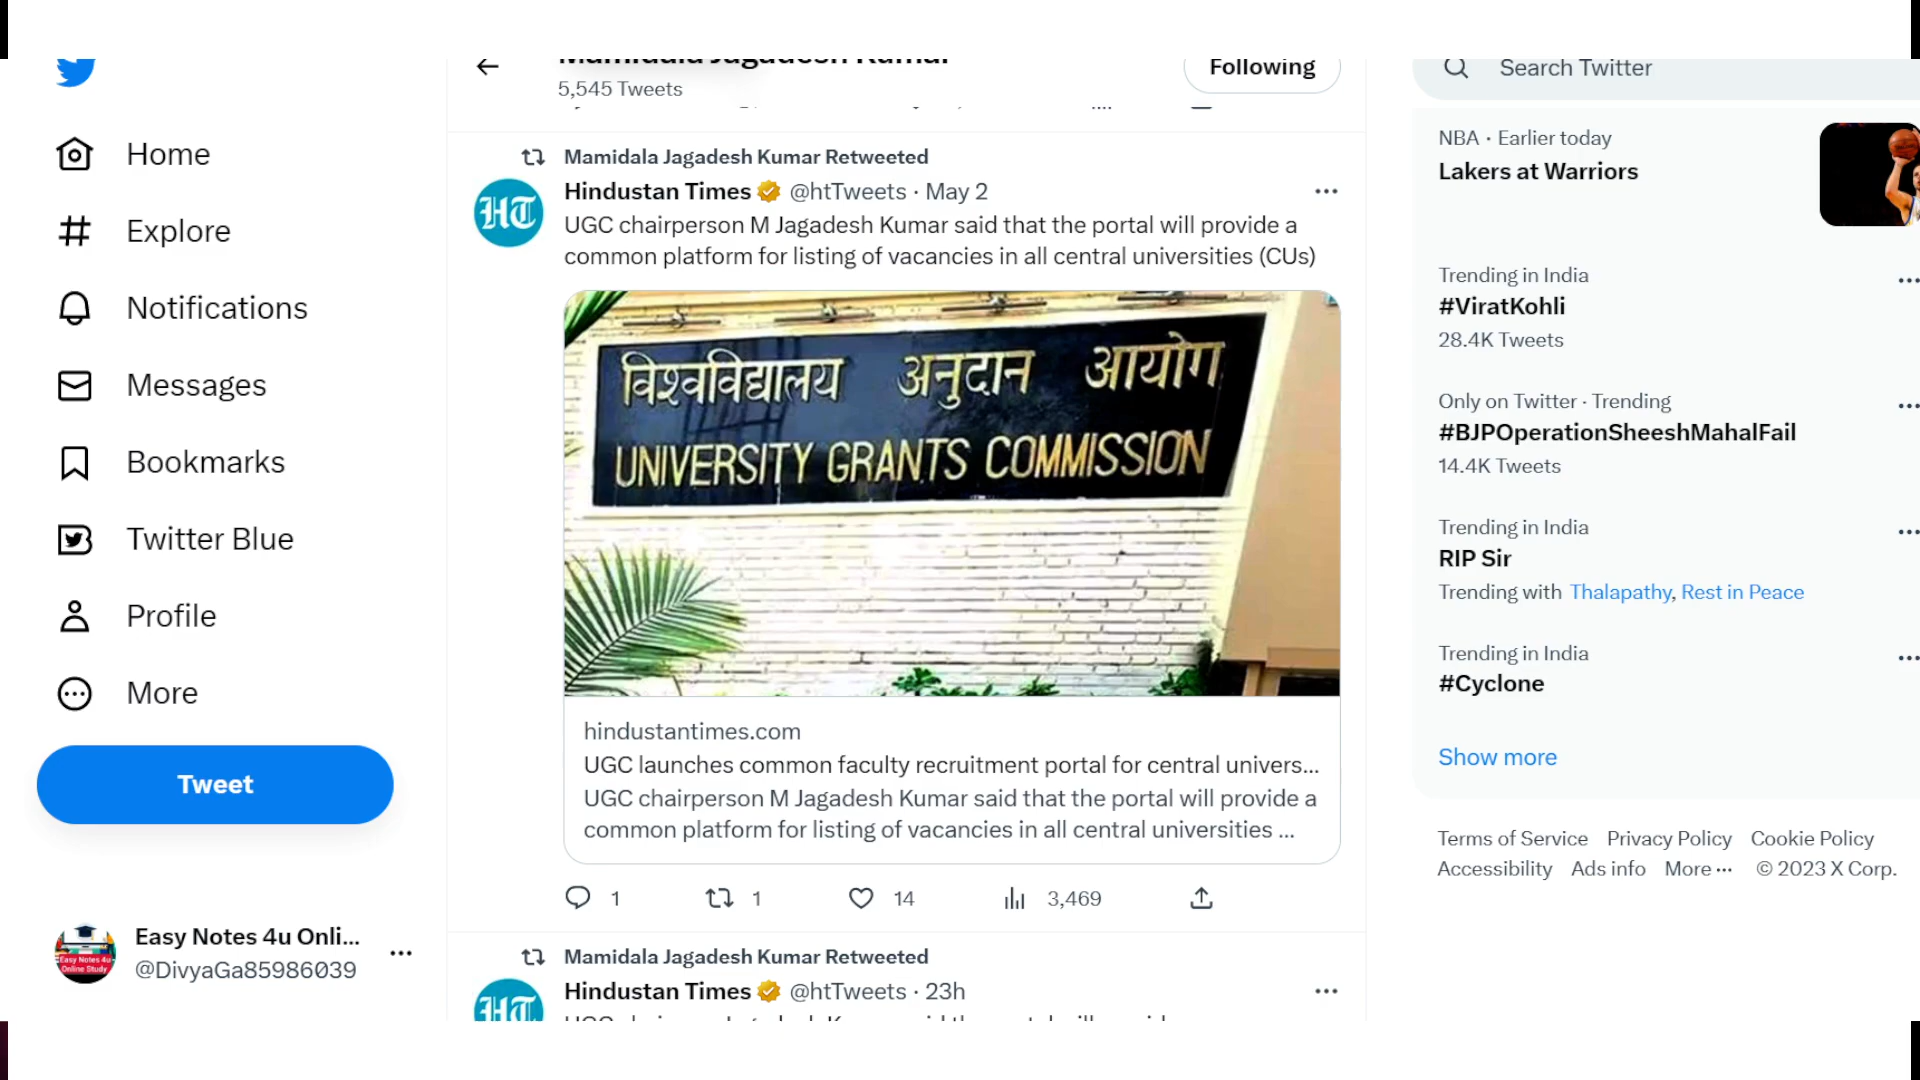 Mamidala Jagadesh Kumar
5,545 Tweets
Following
Search Twitter
Home
Explore
Notifications
Messages
Bookmarks
Twitter Blue
Profile
More
Tweet
Easy Notes 4u Onli...
@DivyaGa85986039
Easy Notes 4u
Online Study
Mamidala Jagadesh Kumar Retweeted
HT
Hindustan Times @htTweets · May 2
UGC chairperson M Jagadesh Kumar said that the portal will provide a
common platform for listing of vacancies in all central universities (CUs)
विश्वविद्यालय अनुदान आयोग
UNIVERSITY GRANTS COMMISSION
hindustantimes.com
UGC launches common faculty recruitment portal for central univers...
UGC chairperson M Jagadesh Kumar said that the portal will provide a
common platform for listing of vacancies in all central universities ...
1 1 14 3,469
Mamidala Jagadesh Kumar Retweeted
HT
Hindustan Times @htTweets · 23h
NBA · Earlier today
Lakers at Warriors
Trending in India
#ViratKohli
28.4K Tweets
Only on Twitter · Trending
#BJPOperationSheeshMahalFail
14.4K Tweets
Trending in India
RIP Sir
Trending with Thalapathy, Rest in Peace
Trending in India
#Cyclone
Show more
Terms of Service Privacy Policy Cookie Policy
Accessibility Ads info More ··· © 2023 X Corp.